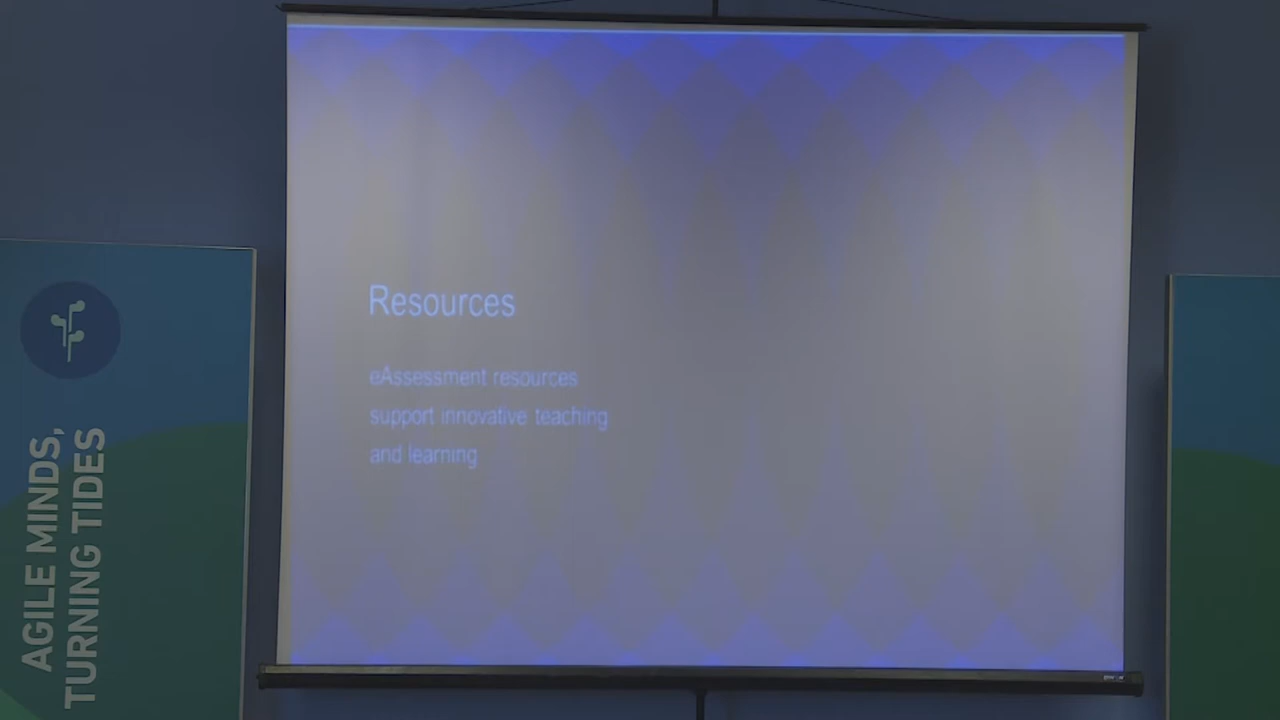 Resources
eAssessment resources
support innovative teaching
and learning
AGILE MINDS,
TURNING TIDES